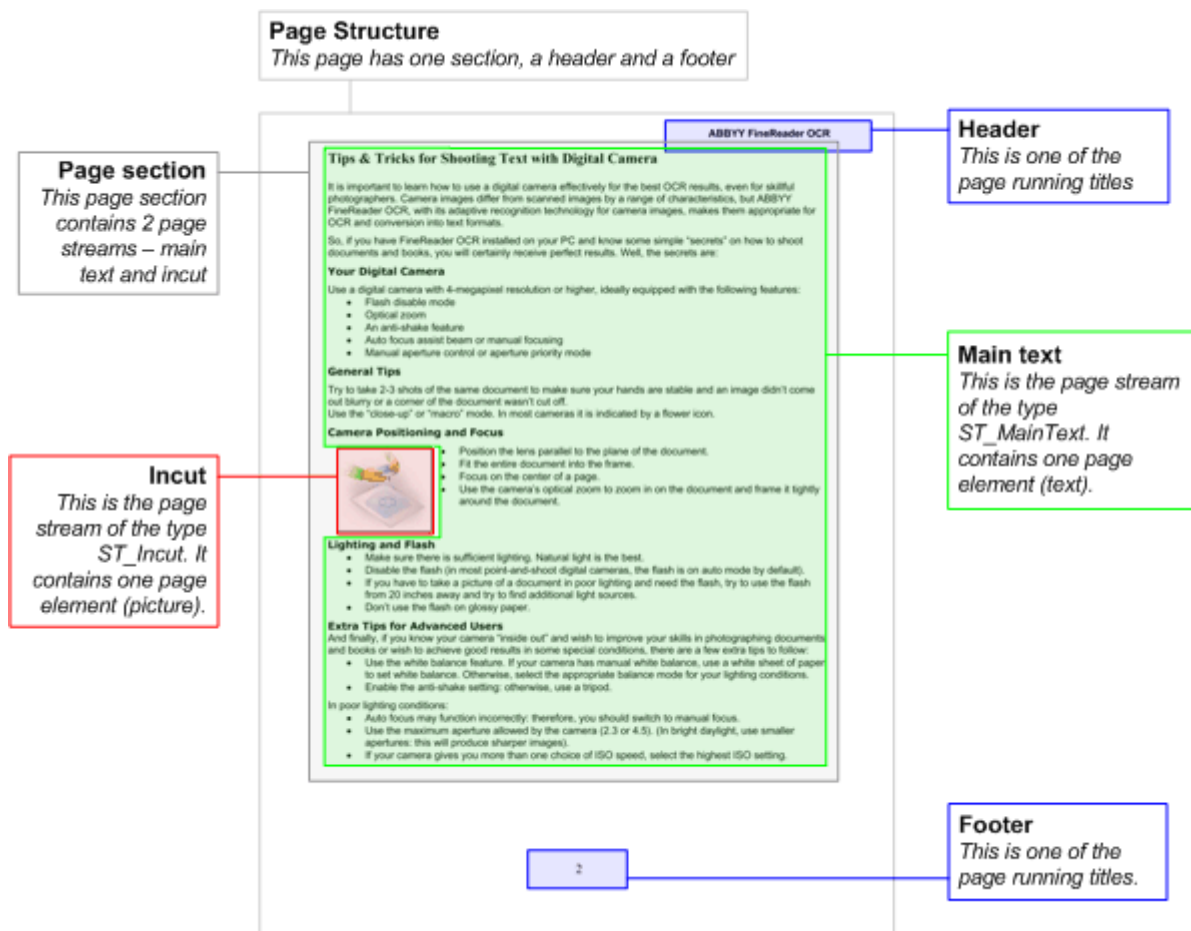 Page Structure
This page has one section, a header and a footer
ABBYY FineReader OCR
Header
This is one of the
page running titles
Page section
This page section
contains 2 page
streams – main
text and incut
Tips & Tricks for Shooting Text with Digital Camera
It is important to learn how to use a digital camera effectively for the best OCR results, even for skillful
photographers. Camera images differ from scanned images by a range of characteristics, but ABBYY
FineReader OCR, with its adaptive recognition technology for camera images, makes them appropriate for
OCR and conversion into text formats.
So, if you have FineReader OCR installed on your PC and know some simple “secrets” on how to shoot
documents and books, you will certainly receive perfect results. Well, the secrets are:
Your Digital Camera
Use a digital camera with 4-megapixel resolution or higher, ideally equipped with the following features:
• Flash disable mode
• Optical zoom
• An anti-shake feature
• Auto focus assist beam or manual focusing
• Manual aperture control or aperture priority mode
General Tips
Try to take 2-3 shots of the same document to make sure your hands are stable and an image didn’t come
out blurry or a corner of the document wasn’t cut off.
Use the “close-up” or “macro” mode. In most cameras it is indicated by a flower icon.
Camera Positioning and Focus
• Position the lens parallel to the plane of the document.
• Fit the entire document into the frame.
• Focus on the center of a page.
• Use the camera’s optical zoom to zoom in on the document and frame it tightly
around the document.
Lighting and Flash
• Make sure there is sufficient lighting. Natural light is the best.
• Disable the flash (in most point-and-shoot digital cameras, the flash is on auto mode by default).
• If you have to take a picture of a document in poor lighting and need the flash, try to use the flash
from 20 inches away and try to find additional light sources.
• Don’t use the flash on glossy paper.
Extra Tips for Advanced Users
And finally, if you know your camera “inside out” and wish to improve your skills in photographing documents
and books or wish to achieve good results in some special conditions, there are a few extra tips to follow:
• Use the white balance feature. If your camera has manual white balance, use a white sheet of paper
to set white balance. Otherwise, select the appropriate balance mode for your lighting conditions.
• Enable the anti-shake setting: otherwise, use a tripod.
In poor lighting conditions:
• Auto focus may function incorrectly: therefore, you should switch to manual focus.
• Use the maximum aperture allowed by the camera (2.3 or 4.5). (In bright daylight, use smaller
apertures: this will produce sharper images).
• If your camera gives you more than one choice of ISO speed, select the highest ISO setting.
Main text
This is the page stream
of the type
ST_MainText. It
contains one page
element (text).
Incut
This is the page
stream of the type
ST_Incut. It
contains one page
element (picture).
2
Footer
This is one of the
page running titles.